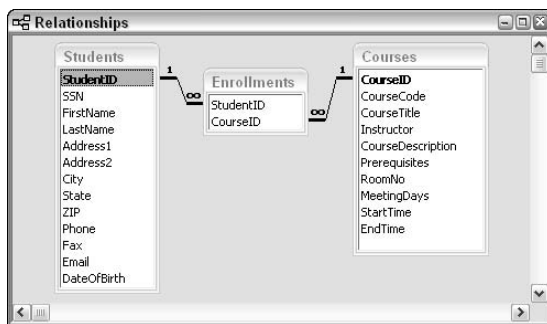 Relationships
Students
StudentID
SSN
FirstName
LastName
Address1
Address2
City
State
ZIP
Phone
Fax
Email
DateOfBirth
1
∞
Enrollments
StudentID
CourseID
1
∞
Courses
CourseID
CourseCode
CourseTitle
Instructor
CourseDescription
Prerequisites
RoomNo
MeetingDays
StartTime
EndTime